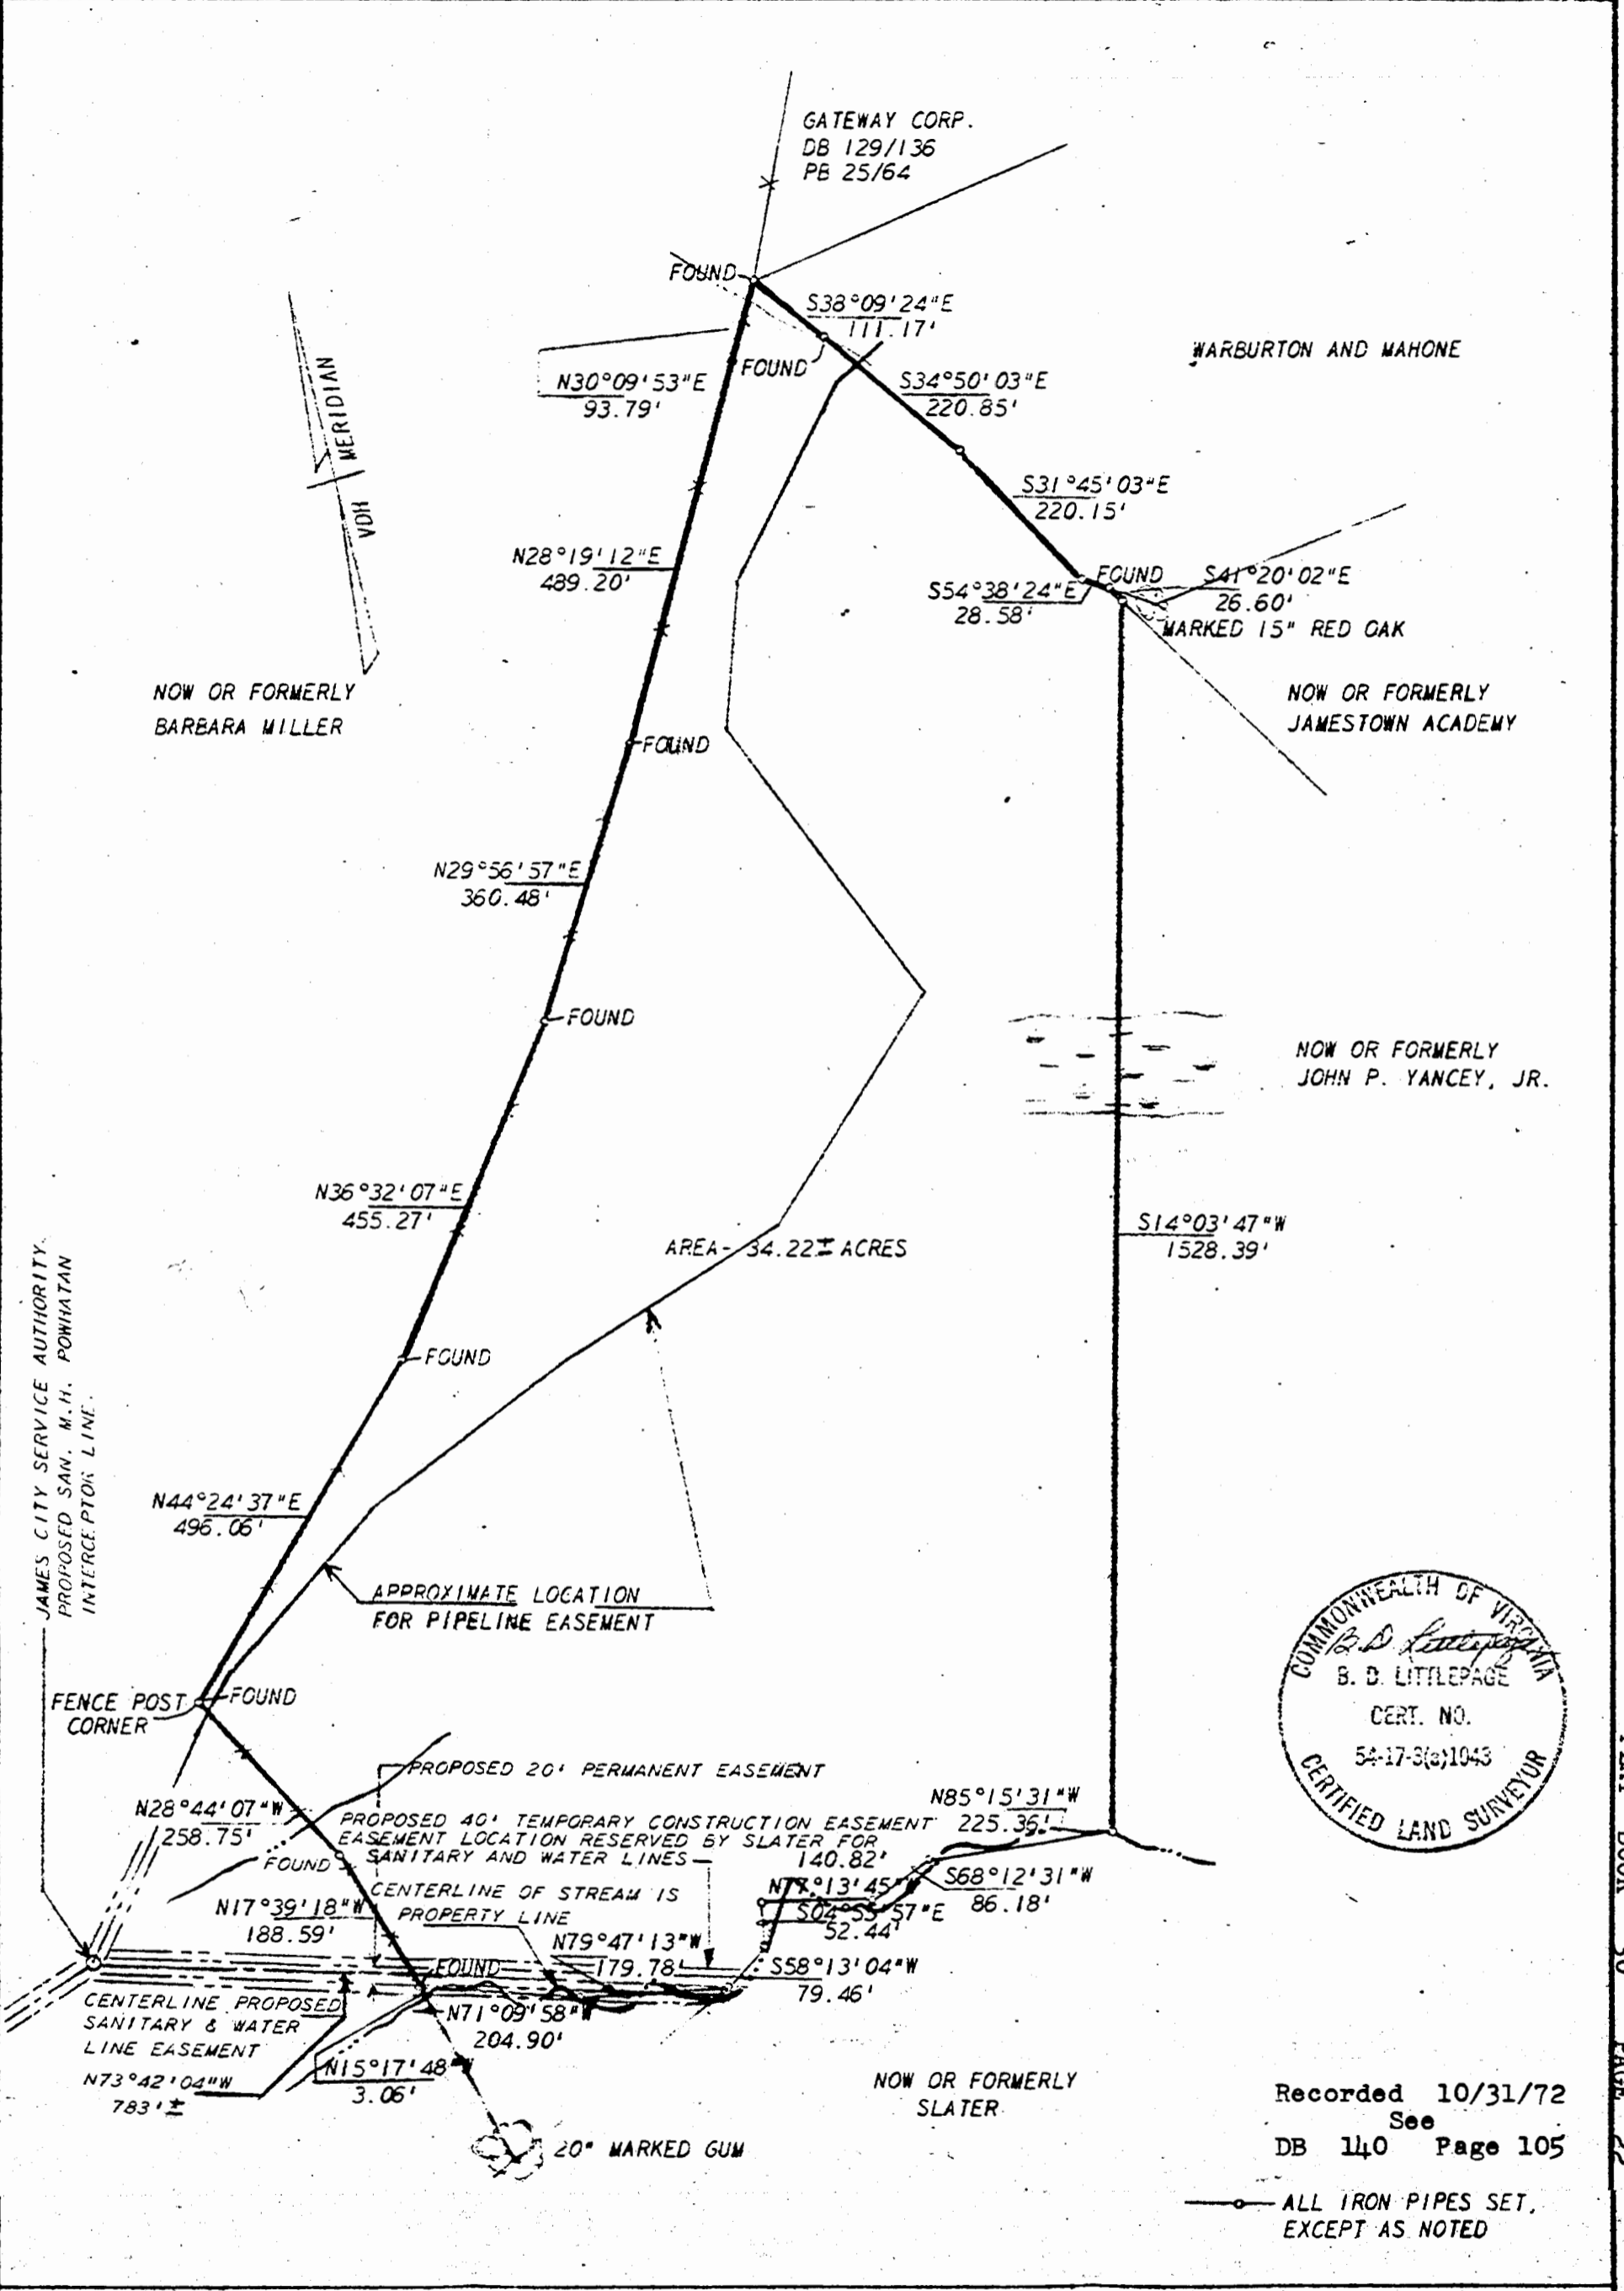 GATEWAY CORP.
DB 129/136
PB 25/64
FOUND
S38°09'24"E
111.17'
WARBURTON AND MAHONE
FOUND
N30°09'53"E
93.79'
S34°50'03"E
220.85'
MERIDIAN
VDH
S31°45'03"E
220.15'
N28°19'12"E
489.20'
FOUND
S41°20'02"E
26.60'
S54°38'24"E
28.58'
MARKED 15" RED OAK
NOW OR FORMERLY
BARBARA MILLER
NOW OR FORMERLY
JAMESTOWN ACADEMY
FOUND
N29°56'57"E
360.48'
FOUND
NOW OR FORMERLY
JOHN P. YANCEY, JR.
N36°32'07"E
455.27'
AREA- 34.22± ACRES
S14°03'47"W
1528.39'
JAMES CITY SERVICE AUTHORITY.
PROPOSED SAN. M.H. POWHATAN
INTERCEPTOR LINE.
FOUND
N44°24'37"E
496.06'
APPROXIMATE LOCATION
FOR PIPELINE EASEMENT
COMMONWEALTH OF VIRGINIA
B. D. Littlepage
B. D. LITTLEPAGE
CERT. NO.
54-17-3(a)1043
CERTIFIED LAND SURVEYOR
FENCE POST
CORNER
FOUND
PROPOSED 20' PERMANENT EASEMENT
N28°44'07"W
258.75'
PROPOSED 40' TEMPORARY CONSTRUCTION EASEMENT
EASEMENT LOCATION RESERVED BY SLATER FOR
SANITARY AND WATER LINES
N85°15'31"W
225.36'
FOUND
140.82'
N77°13'45"W
S68°12'31"W
86.18'
CENTERLINE OF STREAM IS
PROPERTY LINE
N17°39'18"W
188.59'
S04°55'57"E
52.44'
N79°47'13"W
179.78'
FOUND
S58°13'04"W
79.46'
CENTERLINE PROPOSED
SANITARY & WATER
LINE EASEMENT
N73°42'04"W
783'±
N71°09'58"W
204.90'
N15°17'48"W
3.06'
NOW OR FORMERLY
SLATER
20" MARKED GUM
Recorded 10/31/72
See
DB 140 Page 105
ALL IRON PIPES SET,
EXCEPT AS NOTED